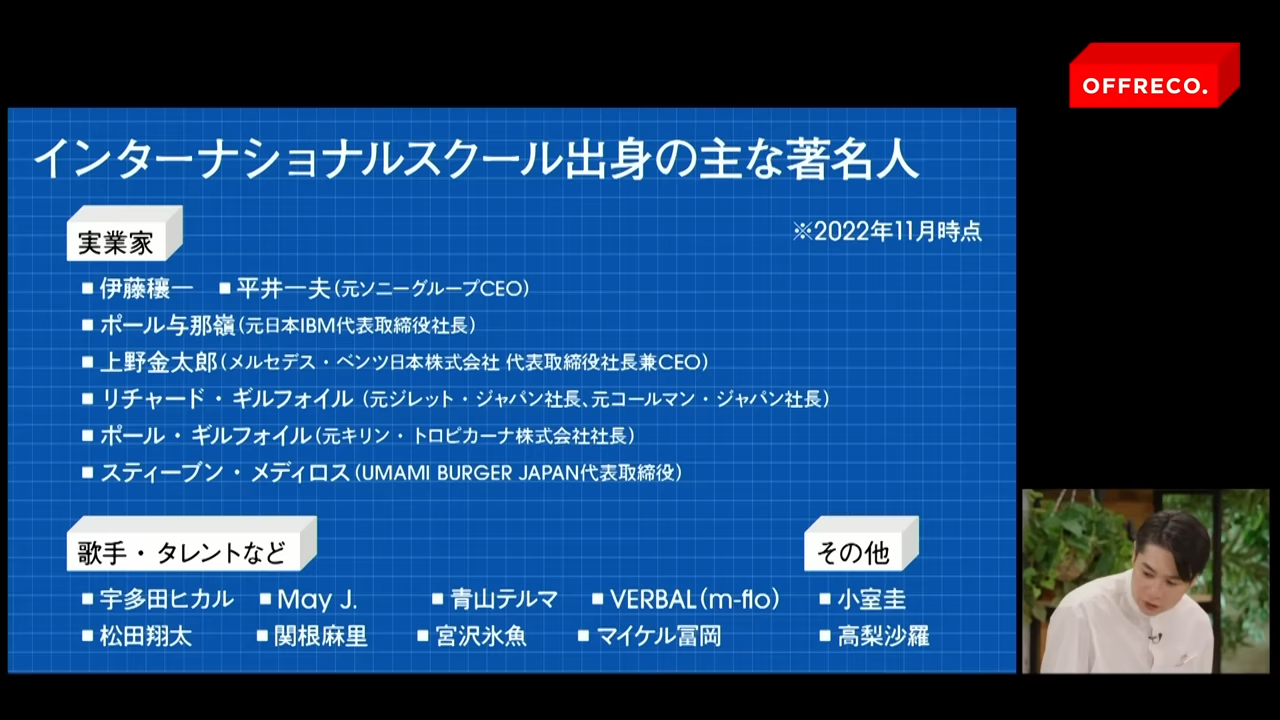 OFFRECO.
インターナショナルスクール出身の主な著名人
※2022年11月時点
実業家
■ 伊藤穰一 ■ 平井一夫（元ソニーグループCEO）
■ ポール与那嶺（元日本IBM代表取締役社長）
■ 上野金太郎（メルセデス・ベンツ日本株式会社 代表取締役社長兼CEO）
■ リチャード・ギルフォイル（元ジレット・ジャパン社長、元コールマン・ジャパン社長）
■ ポール・ギルフォイル（元キリン・トロピカーナ株式会社社長）
■ スティーブン・メディロス（UMAMI BURGER JAPAN代表取締役）
歌手・タレントなど
■ 宇多田ヒカル ■ May J. ■ 青山テルマ ■ VERBAL（m-flo）
■ 松田翔太 ■ 関根麻里 ■ 宮沢氷魚 ■ マイケル冨岡
その他
■ 小室圭
■ 高梨沙羅